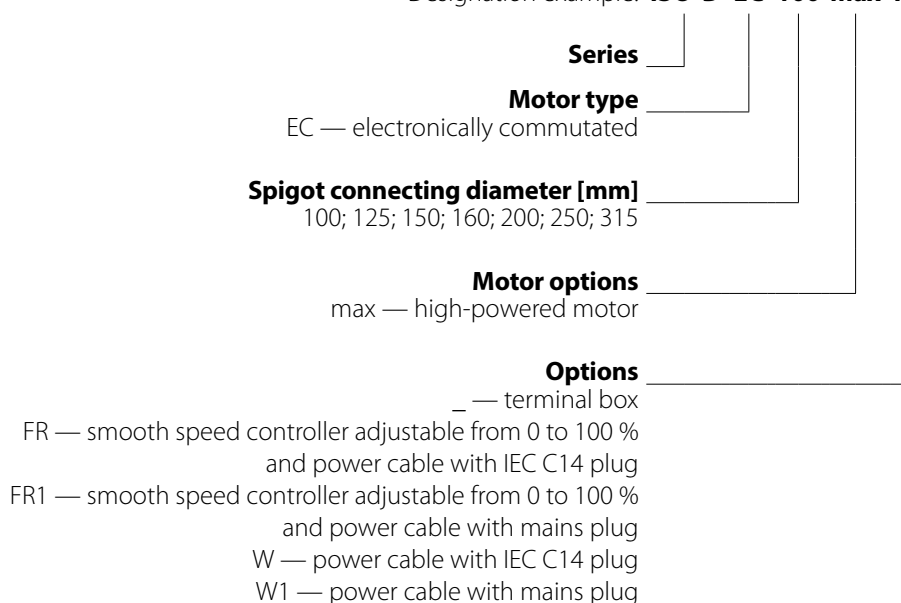 Series
Motor type
EC — electronically commutated
Spigot connecting diameter [mm]
100; 125; 150; 160; 200; 250; 315
Motor options
max — high-powered motor
Options
_ — terminal box
FR — smooth speed controller adjustable from 0 to 100 %
and power cable with IEC C14 plug
FR1 — smooth speed controller adjustable from 0 to 100 %
and power cable with mains plug
W — power cable with IEC C14 plug
W1 — power cable with mains plug